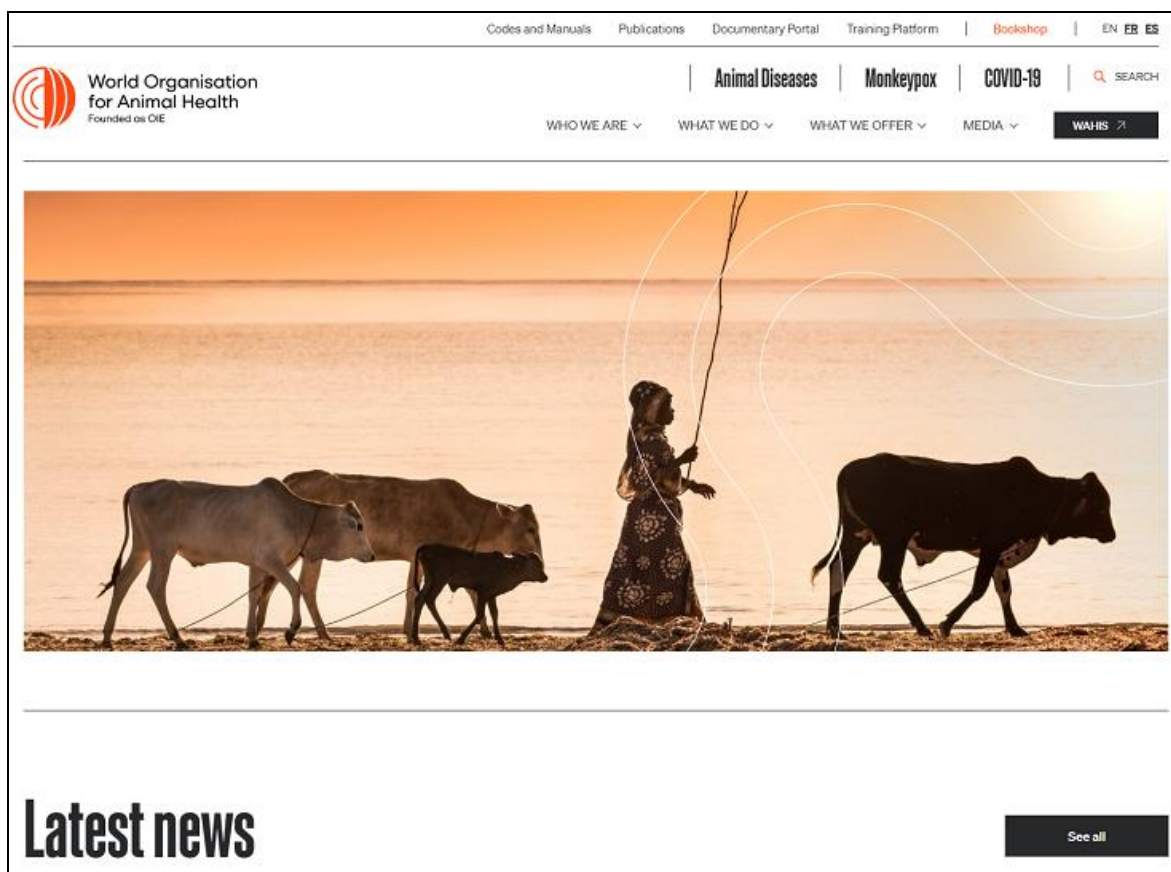 Codes and Manuals Publications Documentary Portal Training Platform | Bookshop | EN FR ES
World Organisation
for Animal Health
Founded as OIE
Animal Diseases | Monkeypox | COVID-19 | SEARCH
WHO WE ARE WHAT WE DO WHAT WE OFFER MEDIA WAHIS
Latest news
See all